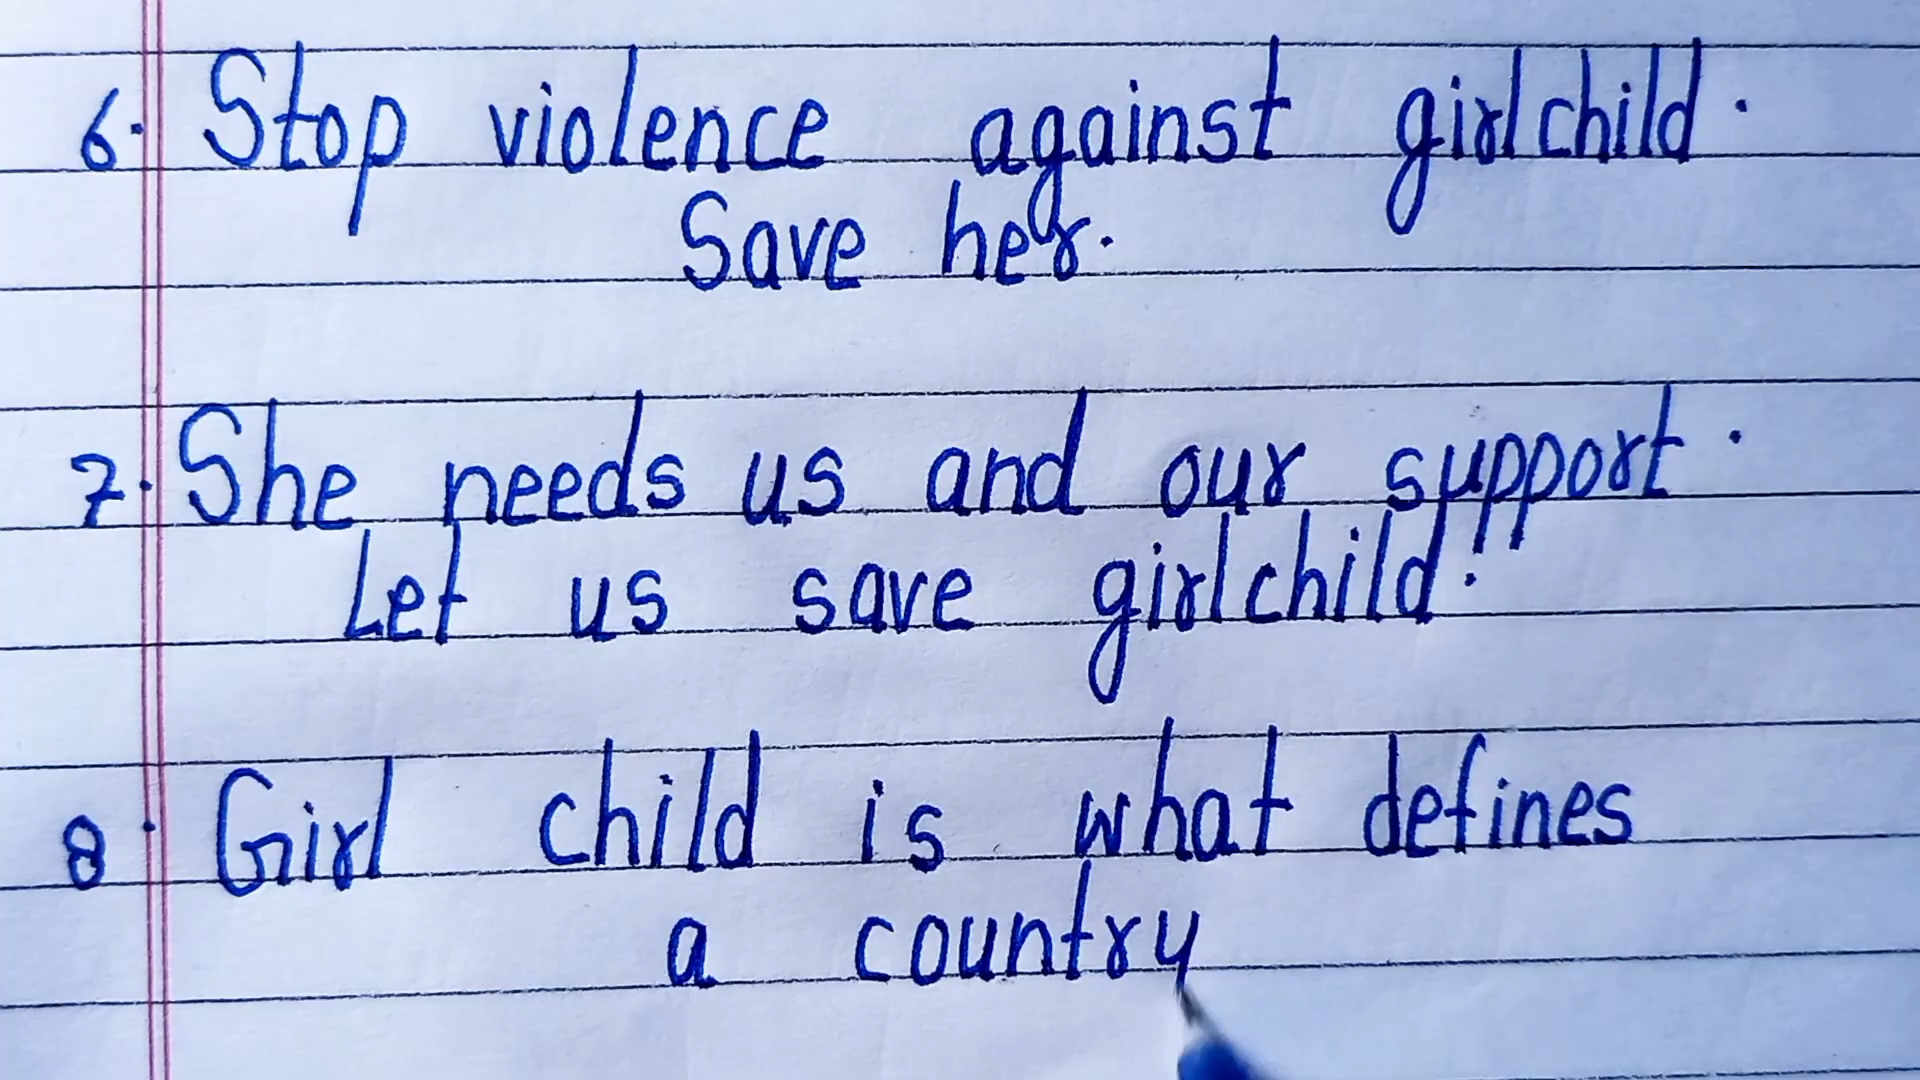 6. Stop violence against girlchild.
Save her.
7. She needs us and our support.
Let us save girlchild.
8. Girl child is what defines
a country